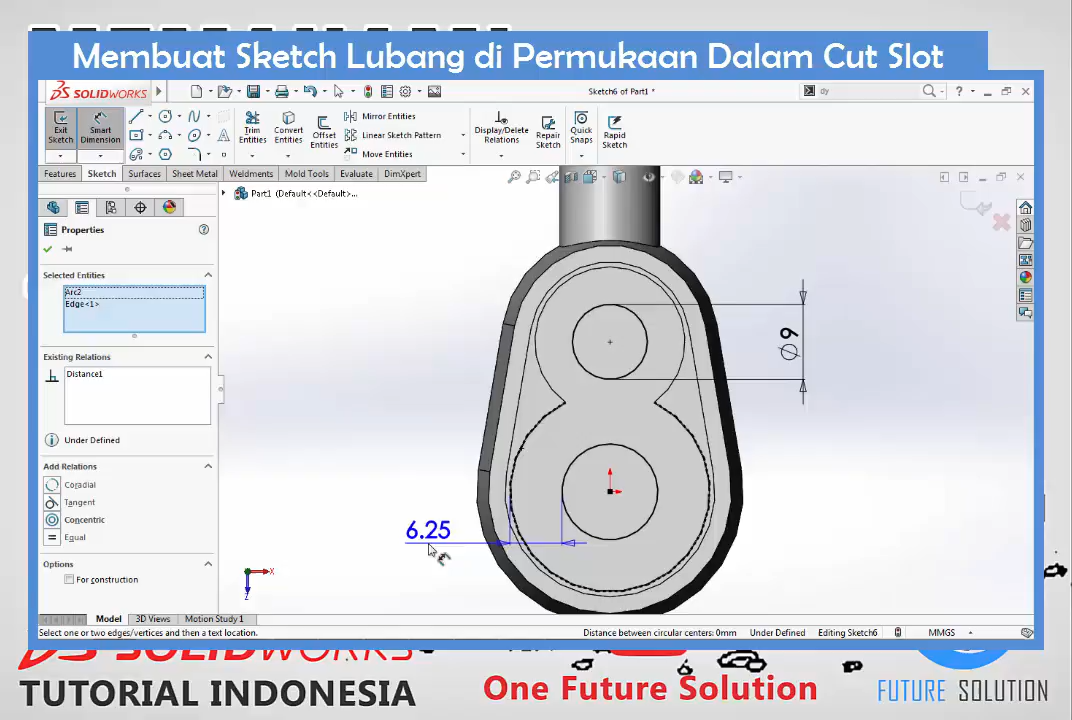 Membuat Sketch Lubang di Permukaan Dalam Cut Slot
SOLIDWORKS
Sketch6 of Part1 *
dy
Exit Sketch
Smart Dimension
Trim Entities
Convert Entities
Offset Entities
Mirror Entities
Linear Sketch Pattern
Move Entities
Display/Delete Relations
Repair Sketch
Quick Snaps
Rapid Sketch
Features
Sketch
Surfaces
Sheet Metal
Weldments
Mold Tools
Evaluate
DimXpert
Part1 (Default<<Default>...
Properties
Selected Entities
Arc2
Edge<1>
Existing Relations
Distance1
Under Defined
Add Relations
Coradial
Tangent
Concentric
Equal
Options
For construction
Ø9
6.25
X
Z
Model
3D Views
Motion Study 1
Select one or two edges/vertices and then a text location.
Distance between circular centers: 0mm
Under Defined
Editing Sketch6
MMGS
TUTORIAL INDONESIA
One Future Solution
FUTURE SOLUTION